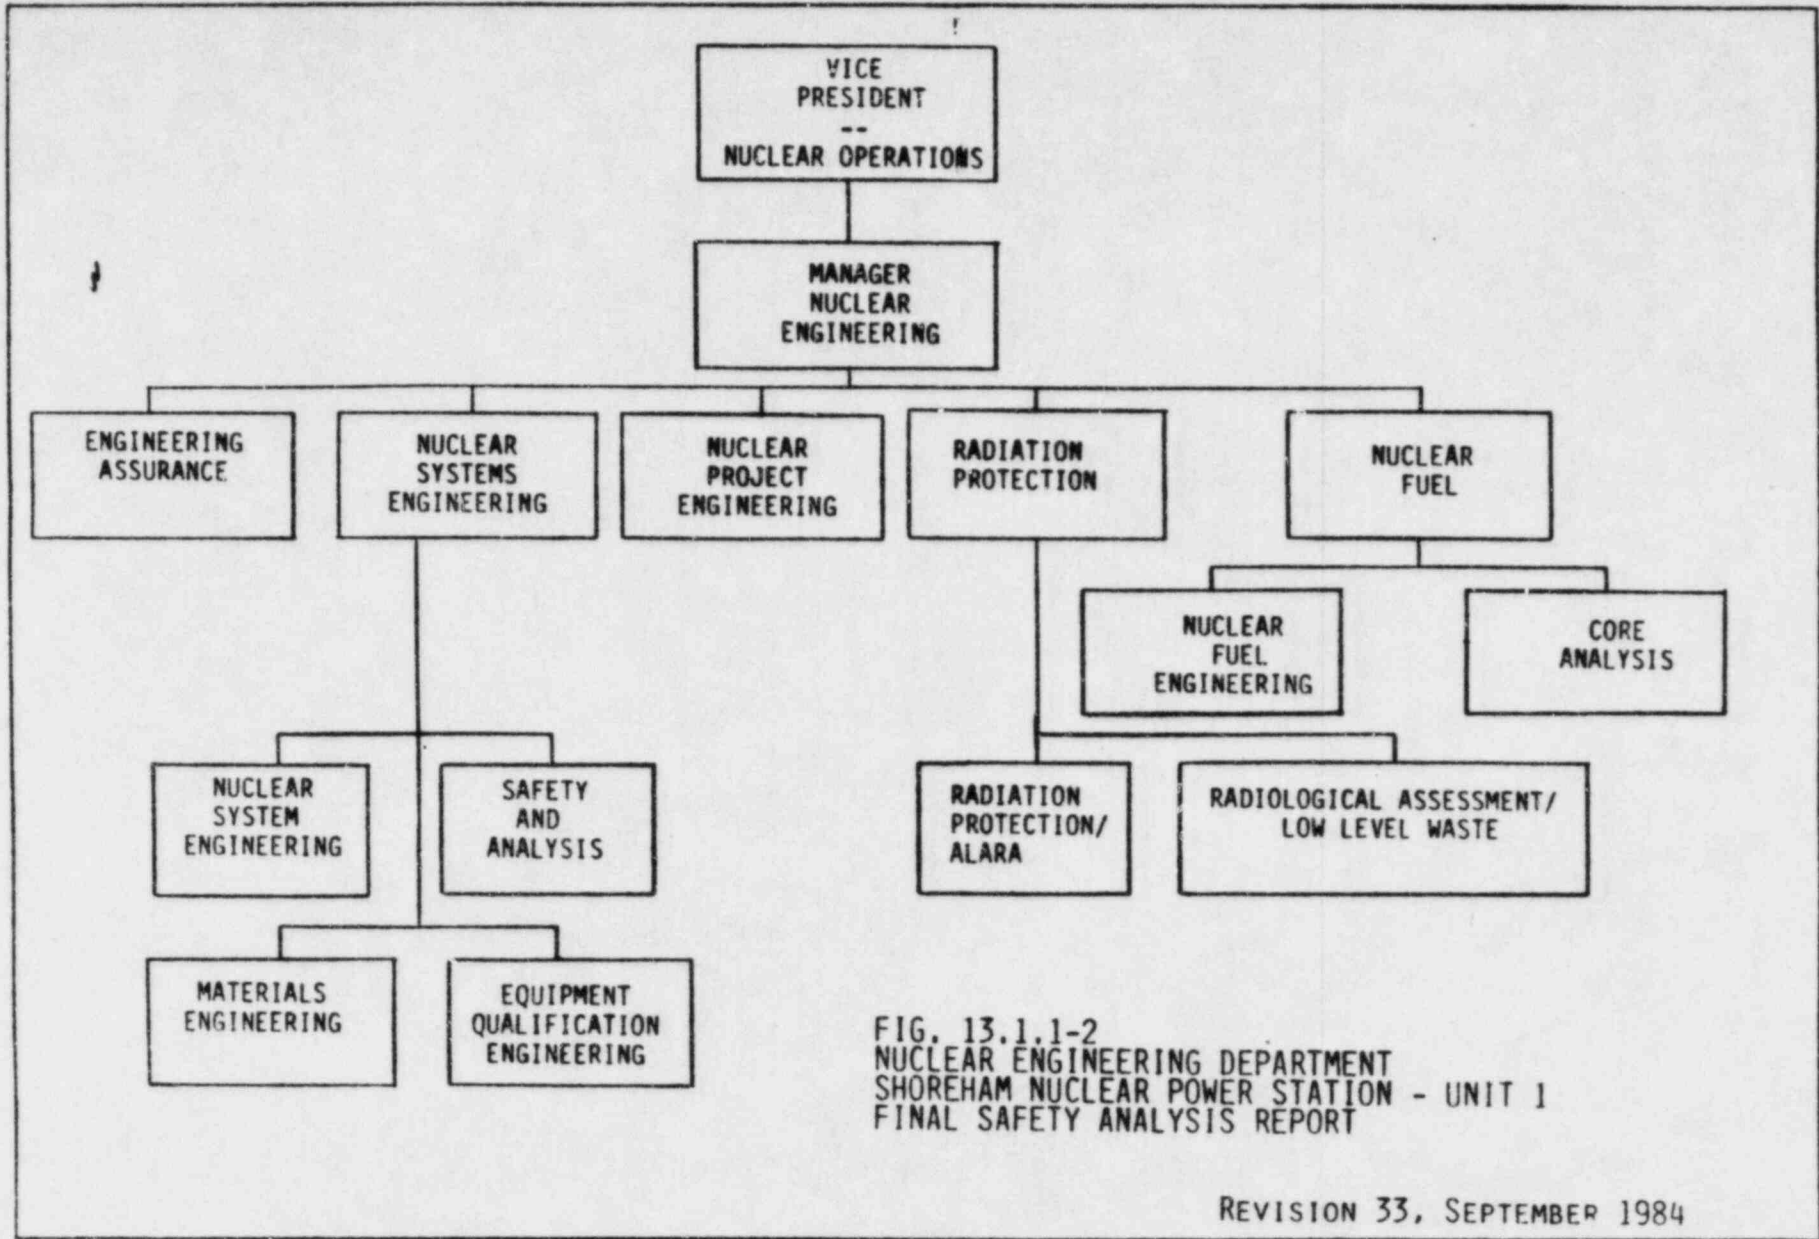 VICE
PRESIDENT
--
NUCLEAR OPERATIONS
MANAGER
NUCLEAR
ENGINEERING
ENGINEERING
ASSURANCE
NUCLEAR
SYSTEMS
ENGINEERING
NUCLEAR
PROJECT
ENGINEERING
RADIATION
PROTECTION
NUCLEAR
FUEL
NUCLEAR
FUEL
ENGINEERING
CORE
ANALYSIS
NUCLEAR
SYSTEM
ENGINEERING
SAFETY
AND
ANALYSIS
RADIATION
PROTECTION/
ALARA
RADIOLOGICAL ASSESSMENT/
LOW LEVEL WASTE
MATERIALS
ENGINEERING
EQUIPMENT
QUALIFICATION
ENGINEERING
FIG. 13.1.1-2
NUCLEAR ENGINEERING DEPARTMENT
SHOREHAM NUCLEAR POWER STATION - UNIT 1
FINAL SAFETY ANALYSIS REPORT
REVISION 33, SEPTEMBER 1984